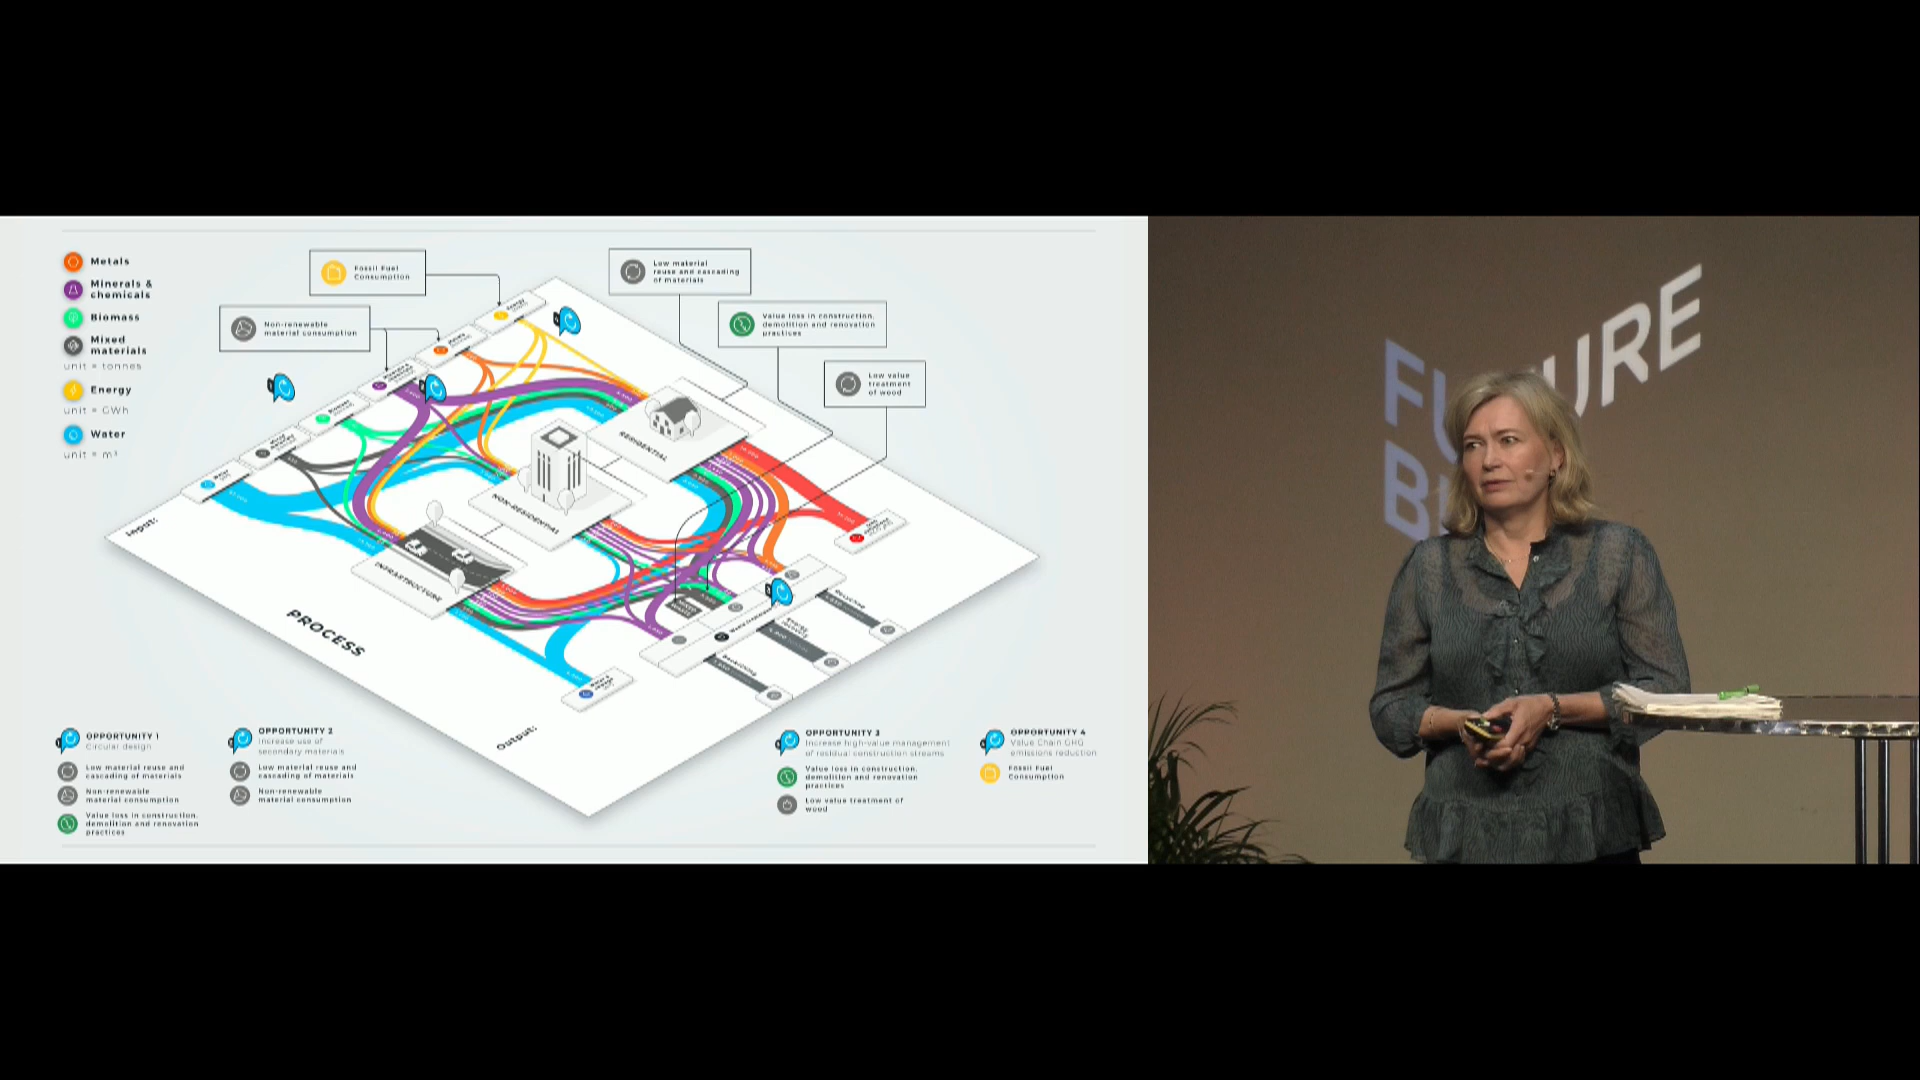 Metals
Minerals &
chemicals
Biomass
Mixed
materials
unit = tonnes
Energy
unit = GWh
Water
unit = m³
Fossil Fuel
Consumption
Non-renewable
material consumption
Low material
reuse and cascading
of materials
Value loss in construction,
demolition and renovation
practices
Low value
treatment
of wood
Input:
RESIDENTIAL
NON-RESIDENTIAL
INFRASTRUCTURE
PROCESS
Output:
OPPORTUNITY 1
Circular design
Low material reuse and
cascading of materials
Non-renewable
material consumption
Value loss in construction,
demolition and renovation
practices
OPPORTUNITY 2
Increase use of
secondary materials
Low material reuse and
cascading of materials
Non-renewable
material consumption
OPPORTUNITY 3
Increase high-value management
of residual construction streams
Value loss in construction,
demolition and renovation
practices
Low value treatment of
wood
OPPORTUNITY 4
Value Chain GHG
emissions reduction
Fossil Fuel
Consumption
FU URE
B